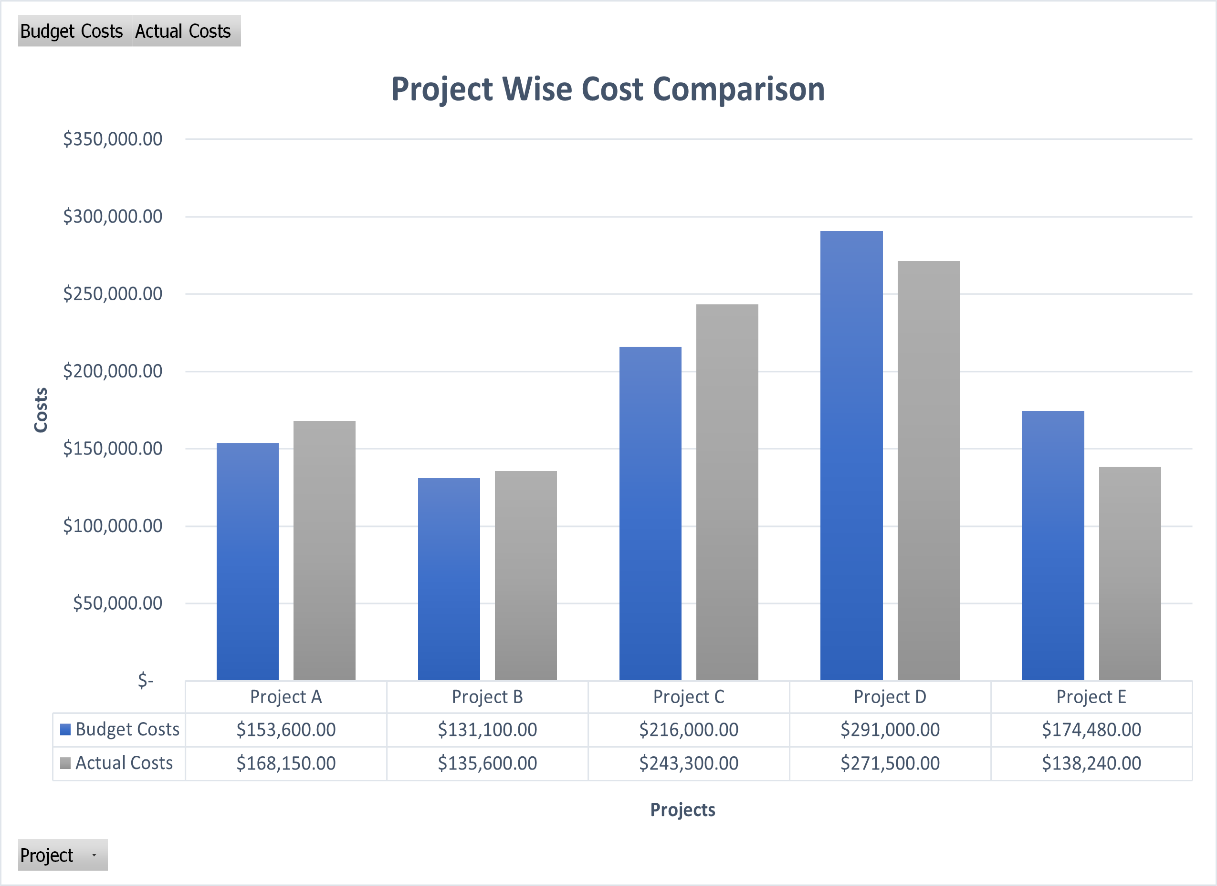 Budget Costs Actual Costs
Project Wise Cost Comparison
$350,000.00
$300,000.00
$250,000.00
$200,000.00
$150,000.00
$100,000.00
$50,000.00
$-
Costs
Project A Project B Project C Project D Project E
Budget Costs $153,600.00 $131,100.00 $216,000.00 $291,000.00 $174,480.00
Actual Costs $168,150.00 $135,600.00 $243,300.00 $271,500.00 $138,240.00
Projects
Project